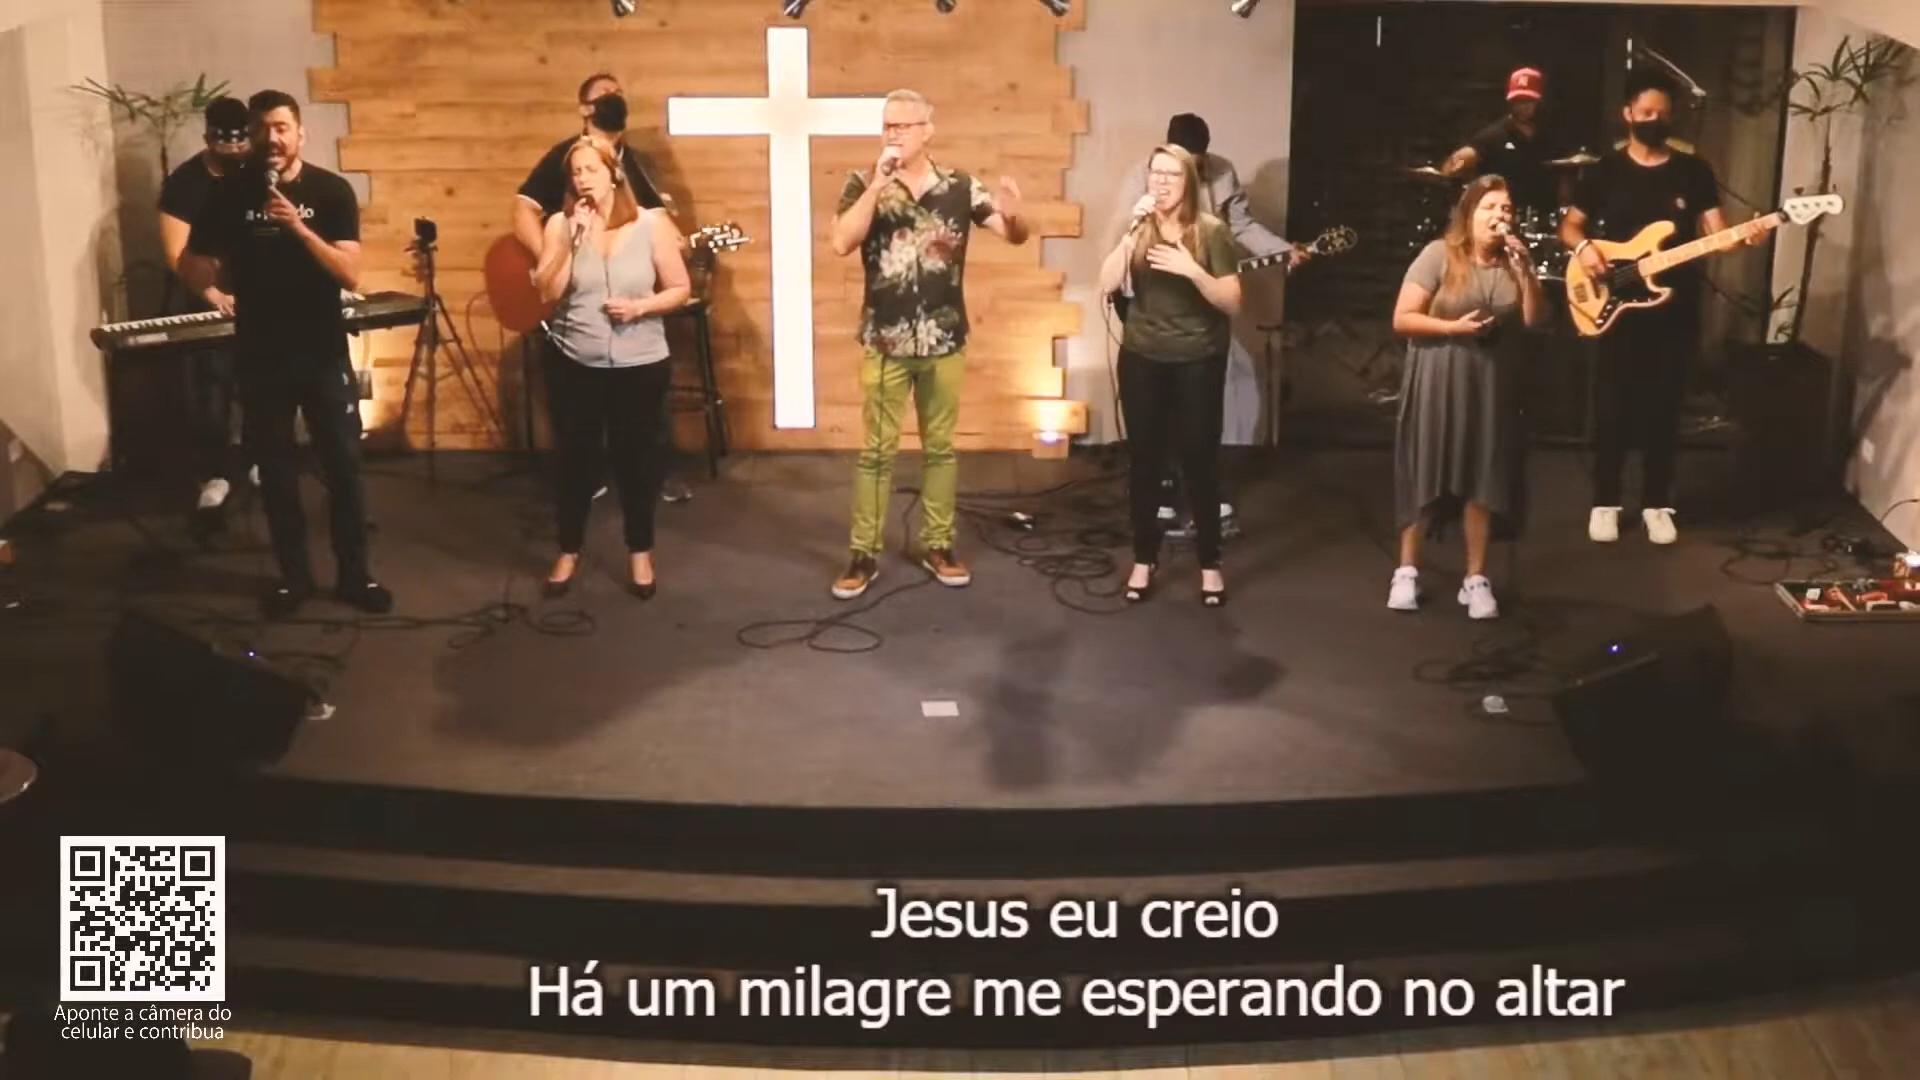 Jesus eu creio
Há um milagre me esperando no altar
Aponte a câmera do
celular e contribua